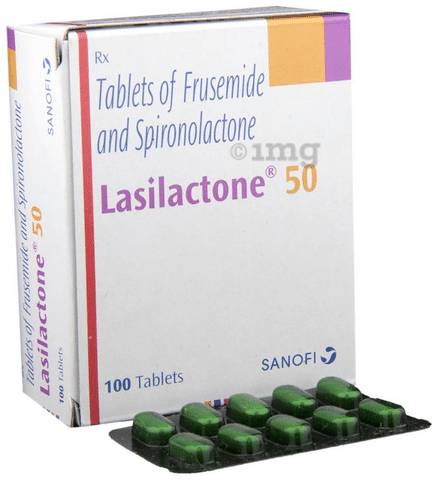 Rx
Tablets of Frusemide
and Spironolactone
©1mg
Lasilactone® 50
100 Tablets
SANOFI
Tablets of Frusemide and Spironolactone
Lasilactone® 50
100 Tablets
SANOFI